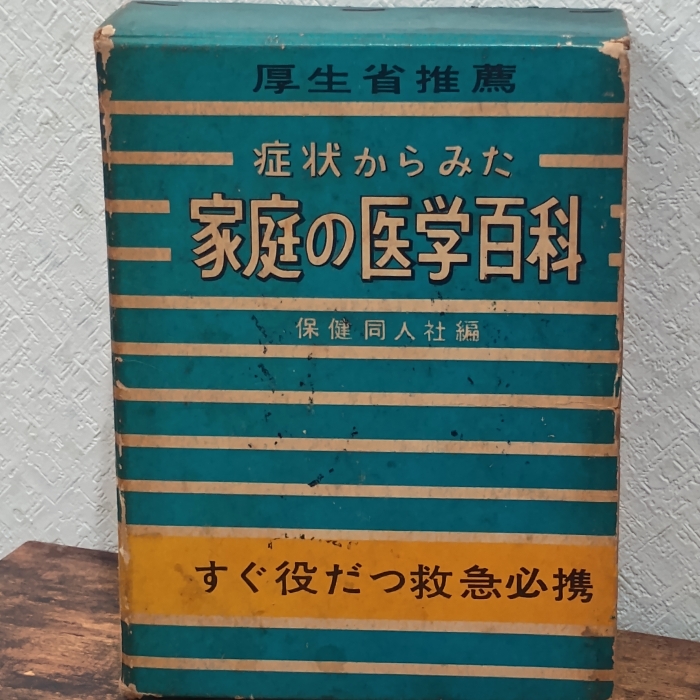 厚生省推薦
症状からみた
家庭の医学百科
保健同人社編
すぐ役だつ救急必携